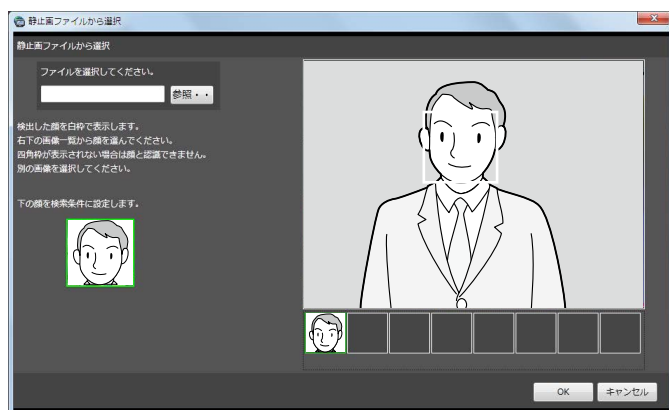 静止画ファイルから選択
静止画ファイルから選択
ファイルを選択してください。
参照・・
検出した顔を白枠で表示します。
右下の画像一覧から顔を選んでください。
四角枠が表示されない場合は顔と認識できません。
別の画像を選択してください。
下の顔を検索条件に設定します。
OK
キャンセル